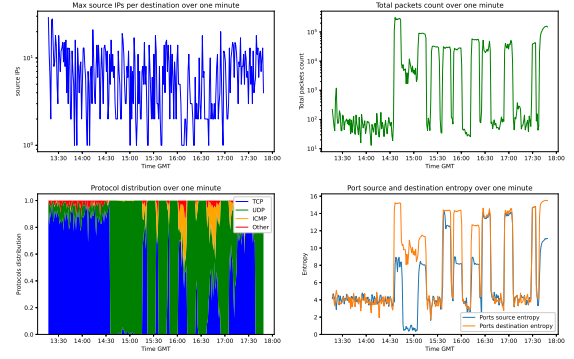 Max source IPs per destination over one minute
source IPs
10¹
10⁰
13:30 14:00 14:30 15:00 15:30 16:00 16:30 17:00 17:30 18:00
Time GMT
Total packets count over one minute
Total packets count
10⁵
10⁴
10³
10²
10¹
13:30 14:00 14:30 15:00 15:30 16:00 16:30 17:00 17:30 18:00
Time GMT
Protocol distribution over one minute
Protocols distribution
1.0
0.8
0.6
0.4
0.2
0.0
TCP
UDP
ICMP
Other
13:30 14:00 14:30 15:00 15:30 16:00 16:30 17:00 17:30 18:00
Time GMT
Port source and destination entropy over one minute
Entropy
16
14
12
10
8
6
4
2
0
Ports source entropy
Ports destination entropy
13:30 14:00 14:30 15:00 15:30 16:00 16:30 17:00 17:30 18:00
Time GMT